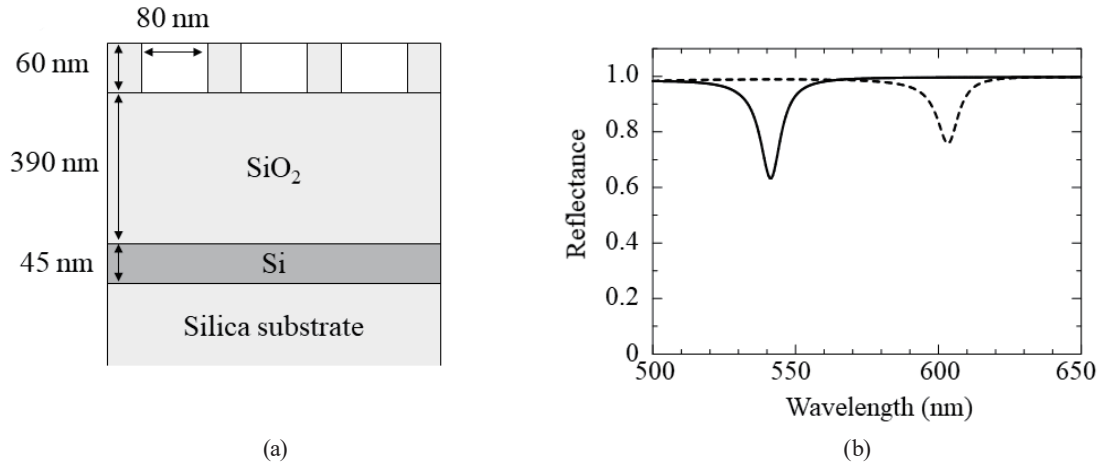 80 nm
60 nm
390 nm
SiO₂
45 nm
Si
Silica substrate
(a)
Reflectance
1.0
0.8
0.6
0.4
0.2
0
500
550
600
650
Wavelength (nm)
(b)